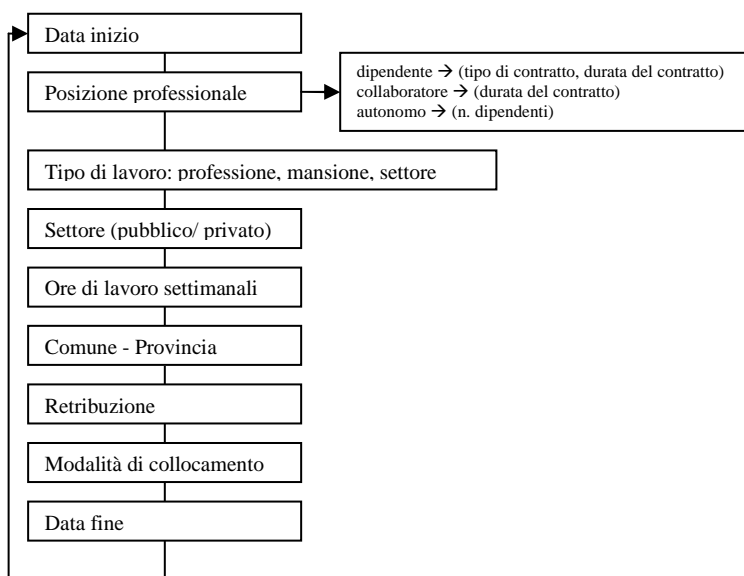 Data inizio
Posizione professionale
dipendente → (tipo di contratto, durata del contratto)
collaboratore → (durata del contratto)
autonomo → (n. dipendenti)
Tipo di lavoro: professione, mansione, settore
Settore (pubblico/ privato)
Ore di lavoro settimanali
Comune - Provincia
Retribuzione
Modalità di collocamento
Data fine